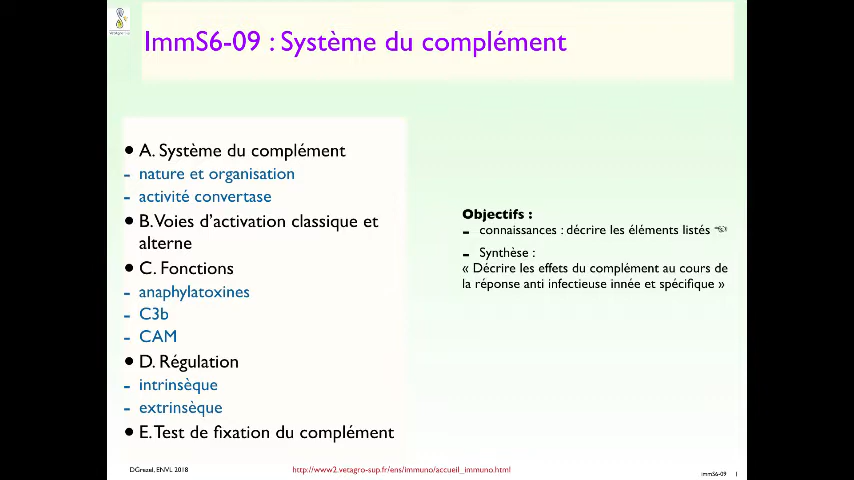 ImmS6-09 : Système du complément
• A. Système du complément
- nature et organisation
- activité convertase
• B. Voies d'activation classique et
alterne
• C. Fonctions
- anaphylatoxines
- C3b
- CAM
• D. Régulation
- intrinsèque
- extrinsèque
• E. Test de fixation du complément
Objectifs :
- connaissances : décrire les éléments listés ☜
- Synthèse :
« Décrire les effets du complément au cours de
la réponse anti infectieuse innée et spécifique »
DGrezel, ENVL 2018
http://www2.vetagro-sup.fr/ens/immuno/accueil_immuno.html
ImmS6-09 1